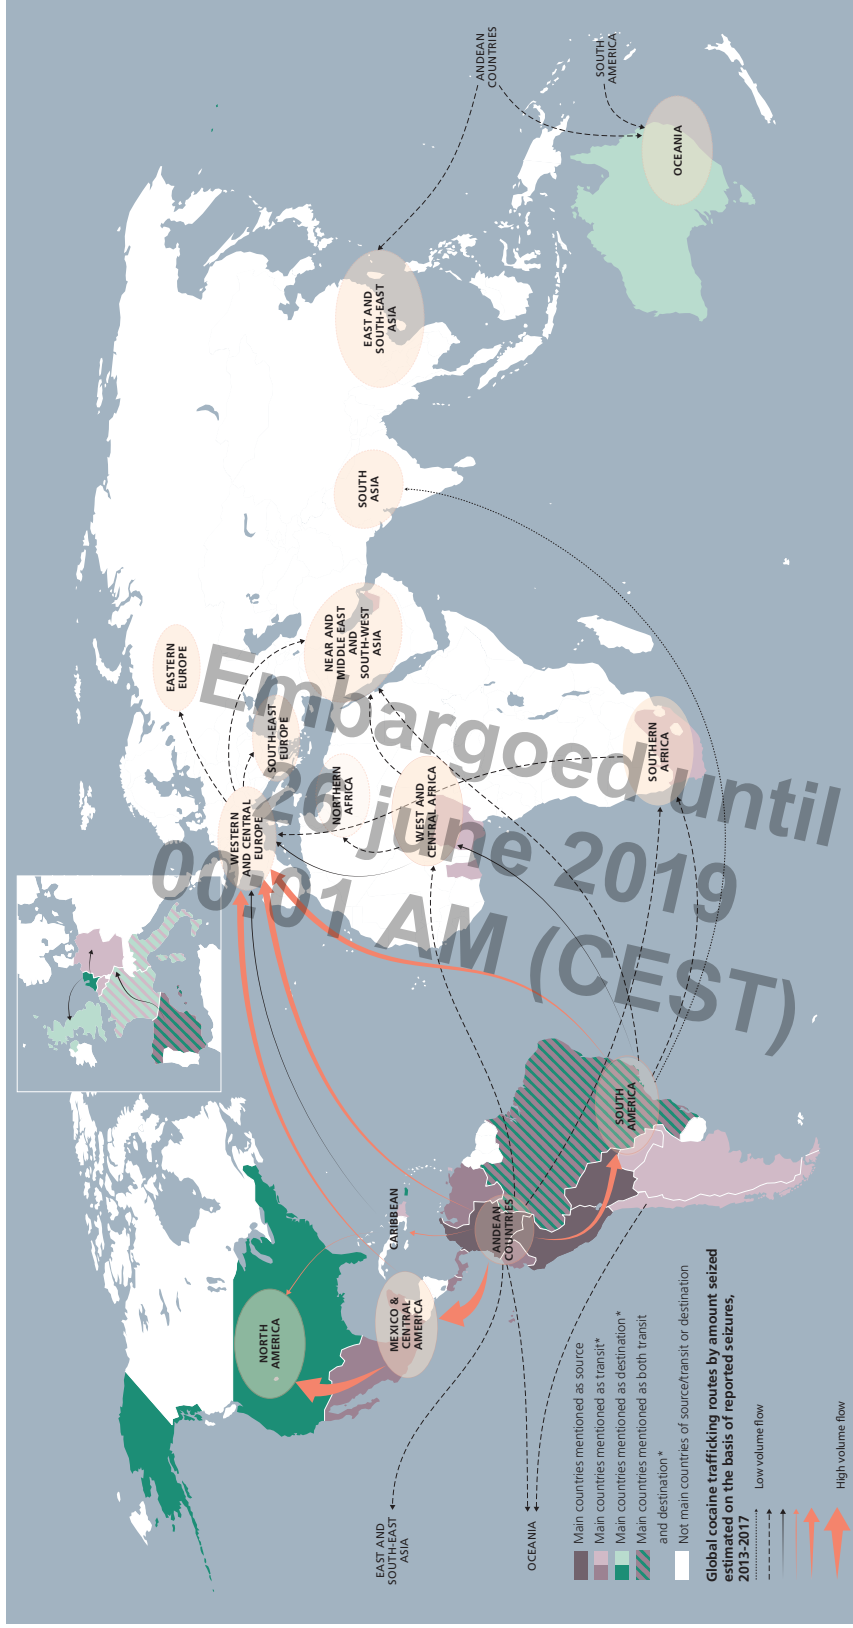 Embargoed until
26 june 2019
00:01 AM (CEST)
NORTH
AMERICA
MEXICO &
CENTRAL
AMERICA
CARIBBEAN
ANDEAN
COUNTRIES
SOUTH
AMERICA
WESTERN
AND CENTRAL
EUROPE
EASTERN
EUROPE
SOUTH-EAST
EUROPE
NORTHERN
AFRICA
WEST AND
CENTRAL AFRICA
SOUTHERN
AFRICA
NEAR AND
MIDDLE EAST
AND
SOUTH-WEST
ASIA
SOUTH
ASIA
EAST AND
SOUTH-EAST
ASIA
OCEANIA
ANDEAN
COUNTRIES
SOUTH
AMERICA
EAST AND
SOUTH-EAST
ASIA
OCEANIA
Main countries mentioned as source
Main countries mentioned as transit*
Main countries mentioned as destination*
Main countries mentioned as both transit
and destination*
Not main countries of source/transit or destination
Global cocaine trafficking routes by amount seized
estimated on the basis of reported seizures,
2013-2017
Low volume flow
High volume flow